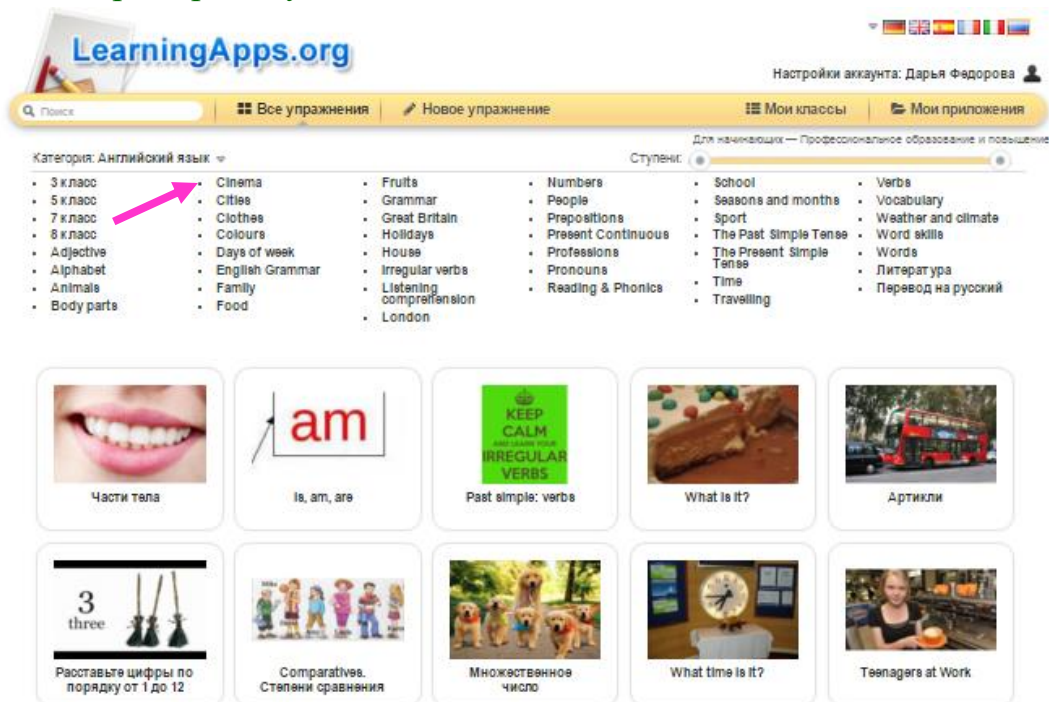 LearningApps.org
Настройки аккаунта: Дарья Федорова
Поиск
Все упражнения
Новое упражнение
Мои классы
Мои приложения
Для начинающих — Профессиональное образование и повышение
Категория: Английский язык
Ступени:
3 класс
5 класс
7 класс
8 класс
Adjective
Alphabet
Animals
Body parts
Cinema
Cities
Clothes
Colours
Days of week
English Grammar
Family
Food
Fruits
Grammar
Great Britain
Holidays
House
Irregular verbs
Listening
comprehension
London
Numbers
People
Prepositions
Present Continuous
Professions
Pronouns
Reading & Phonics
School
Seasons and months
Sport
The Past Simple Tense
The Present Simple
Tense
Time
Travelling
Verbs
Vocabulary
Weather and climate
Word skills
Words
Литература
Перевод на русский
Части тела
am
Is, am, are
KEEP
CALM
AND LEARN YOUR
IRREGULAR
VERBS
Past simple: verbs
What is it?
Артикли
3
three
Расставьте цифры по
порядку от 1 до 12
Comparatives.
Степени сравнения
Множественное
число
What time is it?
Teenagers at Work